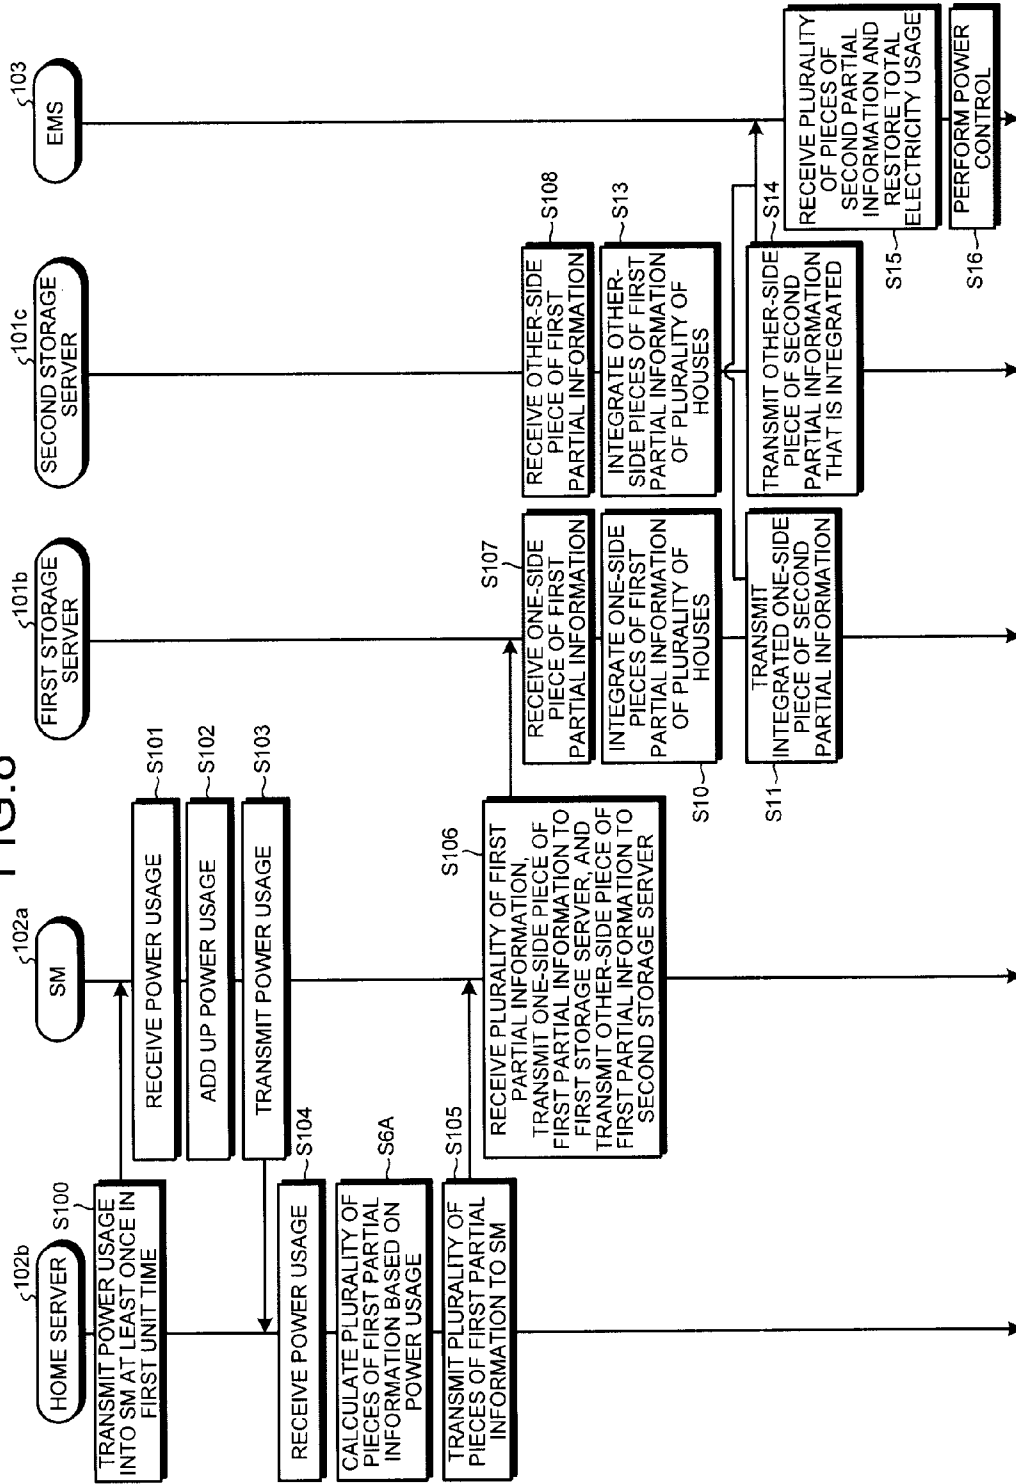 FIG.8
102b
HOME SERVER
102a
SM
101b
FIRST STORAGE
SERVER
101c
SECOND STORAGE
SERVER
103
EMS
S100
TRANSMIT POWER USAGE
INTO SM AT LEAST ONCE IN
FIRST UNIT TIME
S101
RECEIVE POWER USAGE
S102
ADD UP POWER USAGE
S103
TRANSMIT POWER USAGE
S104
RECEIVE POWER USAGE
S6A
CALCULATE PLURALITY OF
PIECES OF FIRST PARTIAL
INFORMATION BASED ON
POWER USAGE
S105
TRANSMIT PLURALITY OF
PIECES OF FIRST PARTIAL
INFORMATION TO SM
S106
RECEIVE PLURALITY OF FIRST
PARTIAL INFORMATION,
TRANSMIT ONE-SIDE PIECE OF
FIRST PARTIAL INFORMATION TO
FIRST STORAGE SERVER, AND
TRANSMIT OTHER-SIDE PIECE OF
FIRST PARTIAL INFORMATION TO
SECOND STORAGE SERVER
S107
RECEIVE ONE-SIDE
PIECE OF FIRST
PARTIAL INFORMATION
S108
RECEIVE OTHER-SIDE
PIECE OF FIRST
PARTIAL INFORMATION
S10
INTEGRATE ONE-SIDE
PIECES OF FIRST
PARTIAL INFORMATION
OF PLURALITY OF
HOUSES
S13
INTEGRATE OTHER-
SIDE PIECES OF FIRST
PARTIAL INFORMATION
OF PLURALITY OF
HOUSES
S11
TRANSMIT
INTEGRATED ONE-SIDE
PIECE OF SECOND
PARTIAL INFORMATION
S14
TRANSMIT OTHER-SIDE
PIECE OF SECOND
PARTIAL INFORMATION
THAT IS INTEGRATED
S15
RECEIVE PLURALITY
OF PIECES OF
SECOND PARTIAL
INFORMATION AND
RESTORE TOTAL
ELECTRICITY USAGE
S16
PERFORM POWER
CONTROL